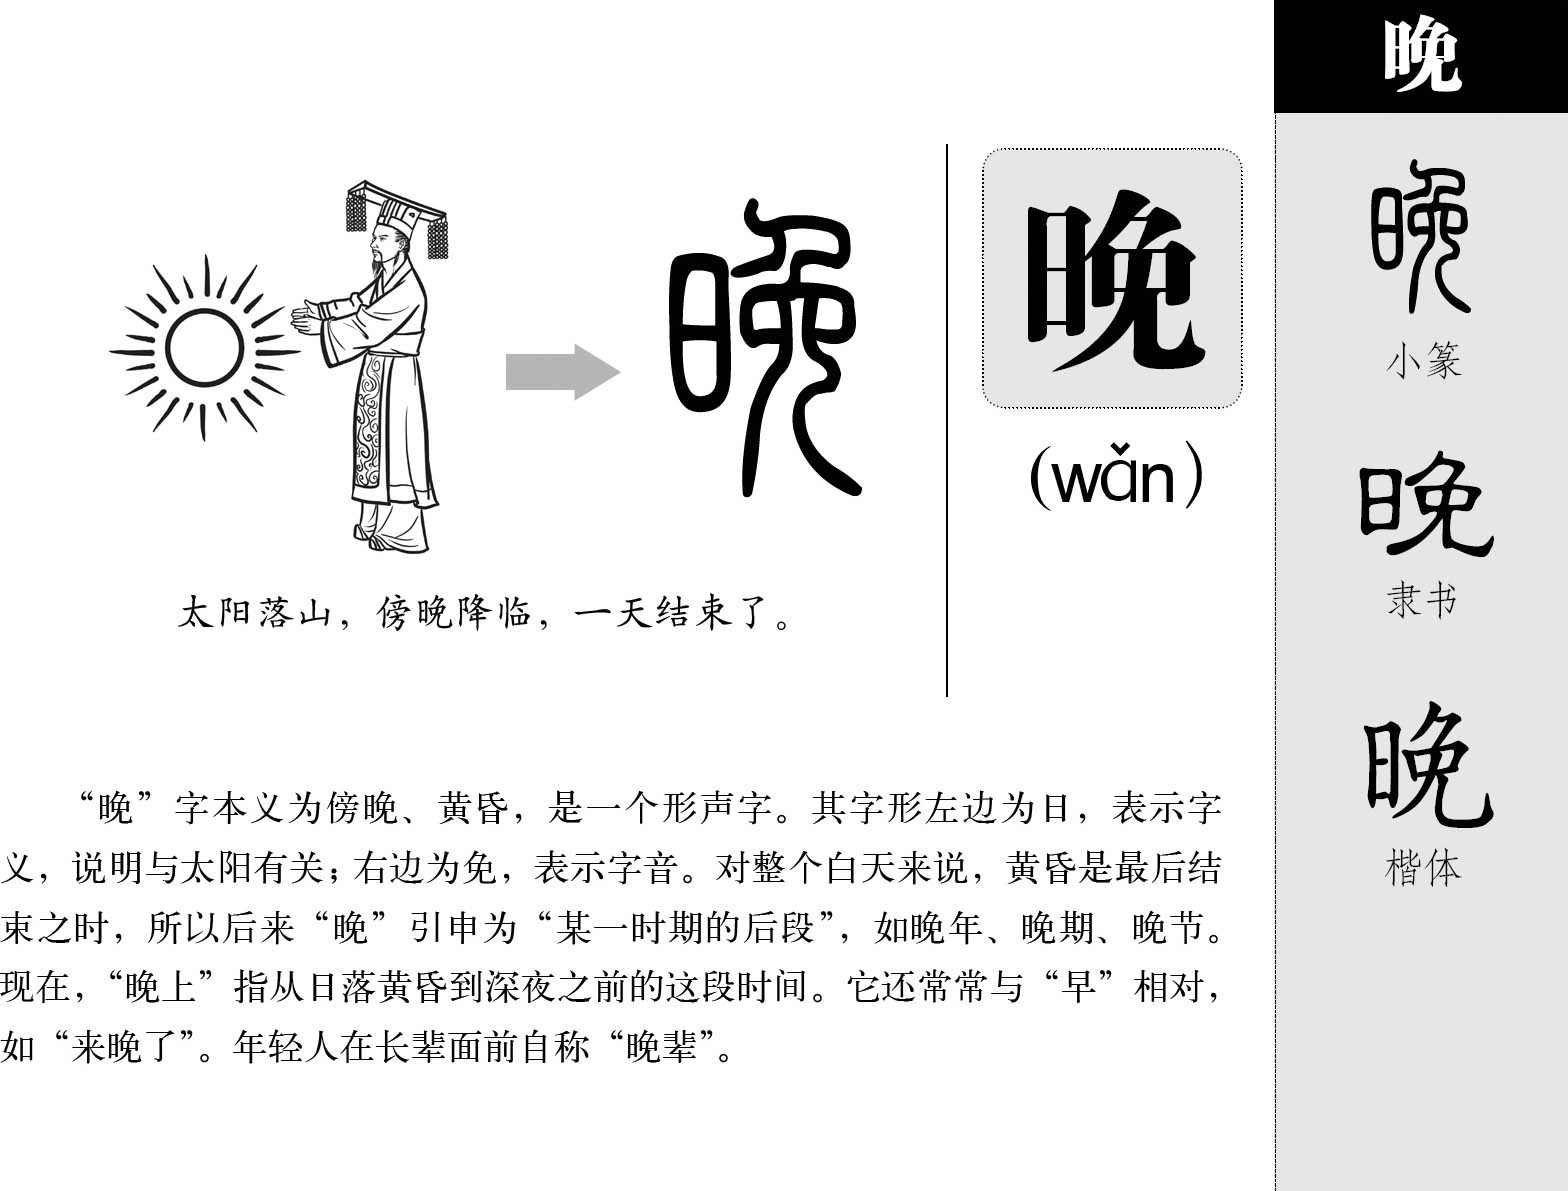 晚
晚
晚
(wǎn)
太阳落山，傍晚降临，一天结束了。
晚
小篆
晚
隶书
晚
楷体
“晚”字本义为傍晚、黄昏，是一个形声字。其字形左边为日，表示字
义，说明与太阳有关；右边为免，表示字音。对整个白天来说，黄昏是最后结
束之时，所以后来“晚”引申为“某一时期的后段”，如晚年、晚期、晚节。
现在，“晚上”指从日落黄昏到深夜之前的这段时间。它还常常与“早”相对，
如“来晚了”。年轻人在长辈面前自称“晚辈”。